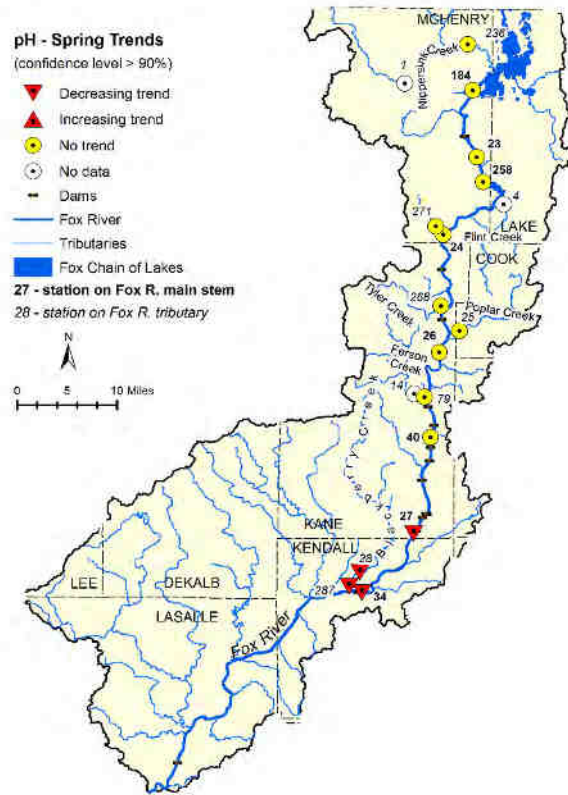 pH - Spring Trends
(confidence level > 90%)
Decreasing trend
Increasing trend
No trend
No data
Dams
Fox River
Tributaries
Fox Chain of Lakes
27 - station on Fox R. main stem
28 - station on Fox R. tributary
N
0 10 Miles
MCHENRY
236
Nippersink Creek
1
184
23
258
4
271
LAKE
24
Flint Creek
COOK
Tyler Creek
268
Poplar Creek
25
26
Ferson
Creek
14
79
40
Blackberry Creek
27
KANE
KENDALL
28
287
34
LEE
DEKALB
LASALLE
Fox River